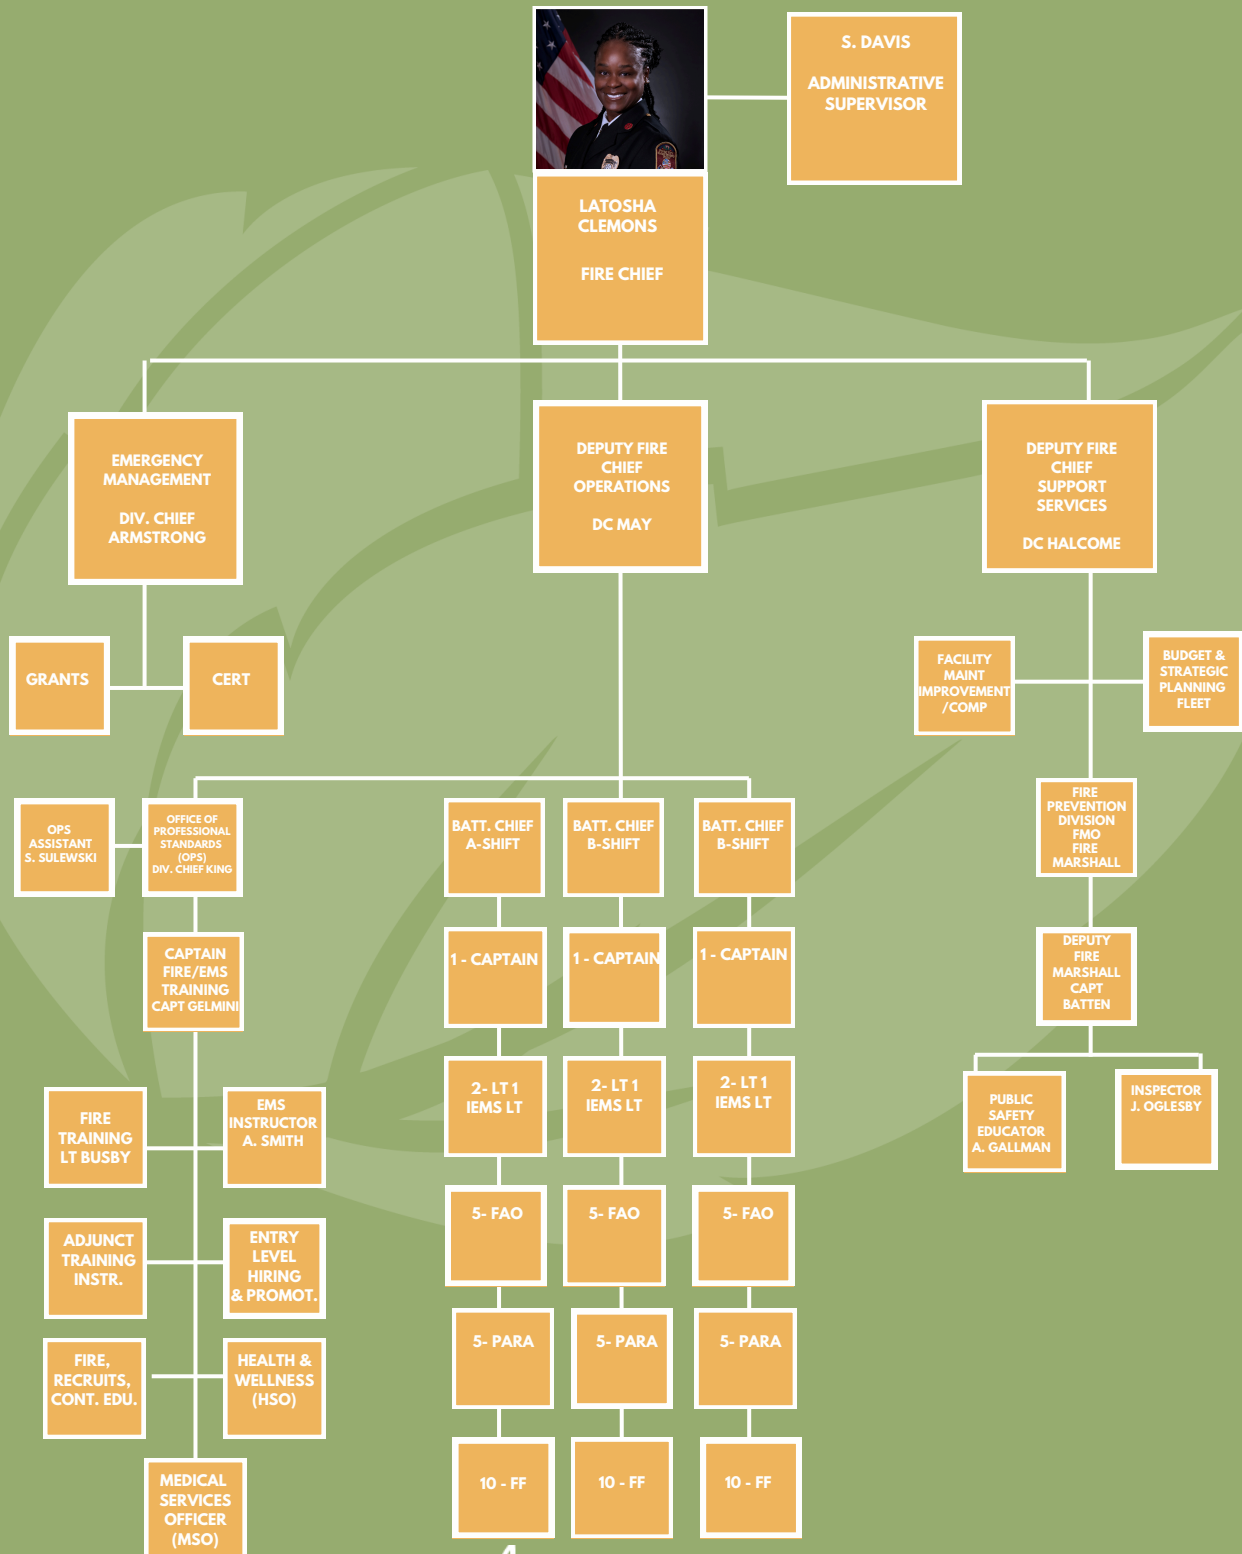 S. DAVIS
ADMINISTRATIVE
SUPERVISOR
LATOSHA
CLEMONS
FIRE CHIEF
EMERGENCY
MANAGEMENT
DIV. CHIEF
ARMSTRONG
DEPUTY FIRE
CHIEF
OPERATIONS
DC MAY
DEPUTY FIRE
CHIEF
SUPPORT
SERVICES
DC HALCOME
GRANTS
CERT
FACILITY
MAINT
IMPROVEMENT
/COMP
BUDGET &
STRATEGIC
PLANNING
FLEET
OPS
ASSISTANT
S. SULEWSKI
OFFICE OF
PROFESSIONAL
STANDARDS
(OPS)
DIV. CHIEF KING
BATT. CHIEF
A-SHIFT
BATT. CHIEF
B-SHIFT
BATT. CHIEF
B-SHIFT
FIRE
PREVENTION
DIVISION
FMO
FIRE
MARSHALL
CAPTAIN
FIRE/EMS
TRAINING
CAPT GELMINI
1 - CAPTAIN
1 - CAPTAIN
1 - CAPTAIN
DEPUTY
FIRE
MARSHALL
CAPT
BATTEN
2- LT 1
IEMS LT
2- LT 1
IEMS LT
2- LT 1
IEMS LT
PUBLIC
SAFETY
EDUCATOR
A. GALLMAN
INSPECTOR
J. OGLESBY
FIRE
TRAINING
LT BUSBY
EMS
INSTRUCTOR
A. SMITH
5- FAO
5- FAO
5- FAO
ADJUNCT
TRAINING
INSTR.
ENTRY
LEVEL
HIRING
& PROMOT.
5- PARA
5- PARA
5- PARA
FIRE,
RECRUITS,
CONT. EDU.
HEALTH &
WELLNESS
(HSO)
10 - FF
10 - FF
10 - FF
MEDICAL
SERVICES
OFFICER
(MSO)